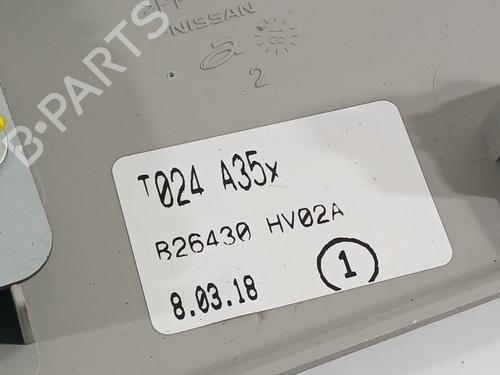 NISSAN
2
T024 A35x
B26430 HV02A
8.03.18
1
B-PARTS